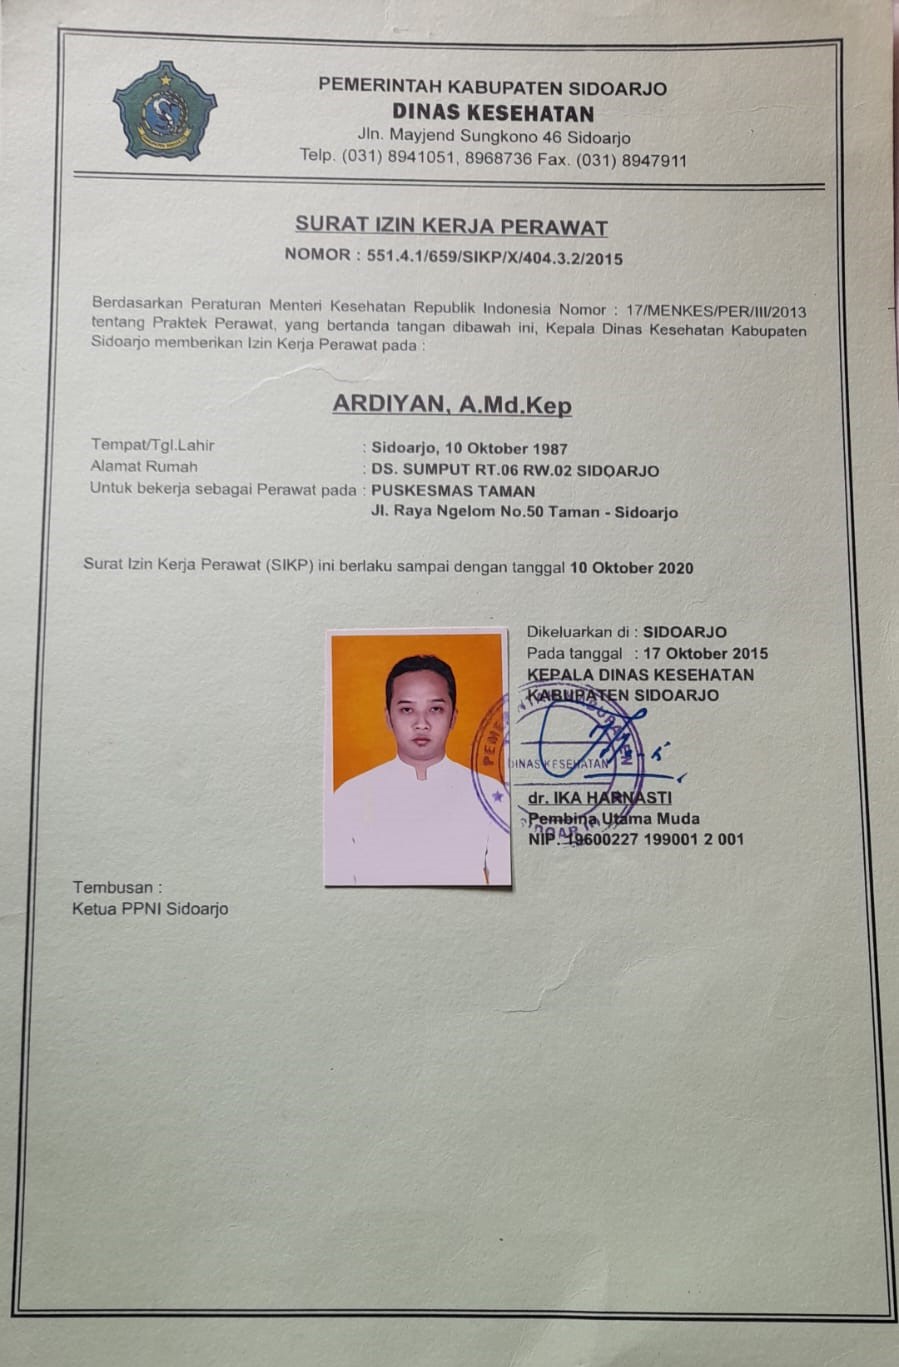 PEMERINTAH KABUPATEN SIDOARJO
DINAS KESEHATAN
Jln. Mayjend Sungkono 46 Sidoarjo
Telp. (031) 8941051, 8968736 Fax. (031) 8947911
SURAT IZIN KERJA PERAWAT
NOMOR : 551.4.1/659/SIKP/X/404.3.2/2015
Berdasarkan Peraturan Menteri Kesehatan Republik Indonesia Nomor : 17/MENKES/PER/III/2013
tentang Praktek Perawat, yang bertanda tangan dibawah ini, Kepala Dinas Kesehatan Kabupaten
Sidoarjo memberikan Izin Kerja Perawat pada :
ARDIYAN, A.Md.Kep
Tempat/Tgl.Lahir : Sidoarjo, 10 Oktober 1987
Alamat Rumah : DS. SUMPUT RT.06 RW.02 SIDOARJO
Untuk bekerja sebagai Perawat pada : PUSKESMAS TAMAN
Jl. Raya Ngelom No.50 Taman - Sidoarjo
Surat Izin Kerja Perawat (SIKP) ini berlaku sampai dengan tanggal 10 Oktober 2020
Dikeluarkan di : SIDOARJO
Pada tanggal : 17 Oktober 2015
KEPALA DINAS KESEHATAN
KABUPATEN SIDOARJO
DINAS KESEHATAN
dr. IKA HARNASTI
Pembina Utama Muda
NIP. 19600227 199001 2 001
Tembusan :
Ketua PPNI Sidoarjo